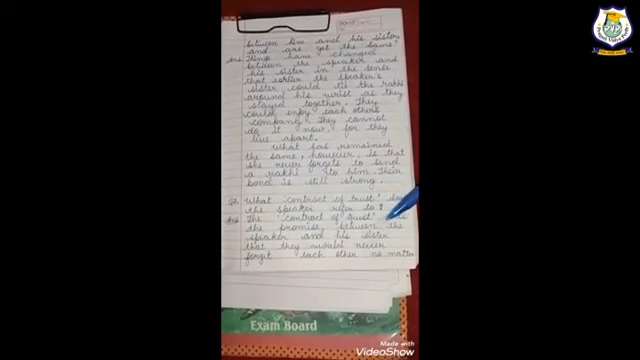 between him and his sister
and are yet the same'
Ans Things have changed
between the speaker and
his sister in the sense
that earlier the speaker's
sister could tie the rakhi
around his wrist as they
stayed together. They
could enjoy each other's
company. They cannot
do it now, for they
live apart.
What has remained
the same, however, is that
she never forgets to send
a rakhi to him. Their
bond is still strong.
Q2. What 'contract of trust'
the speaker refer to?
Ans The 'contract of trust'
the promise between the
speaker and his sister
that they would never
forget each other no matter
Exam Board
Made with
VideoShow